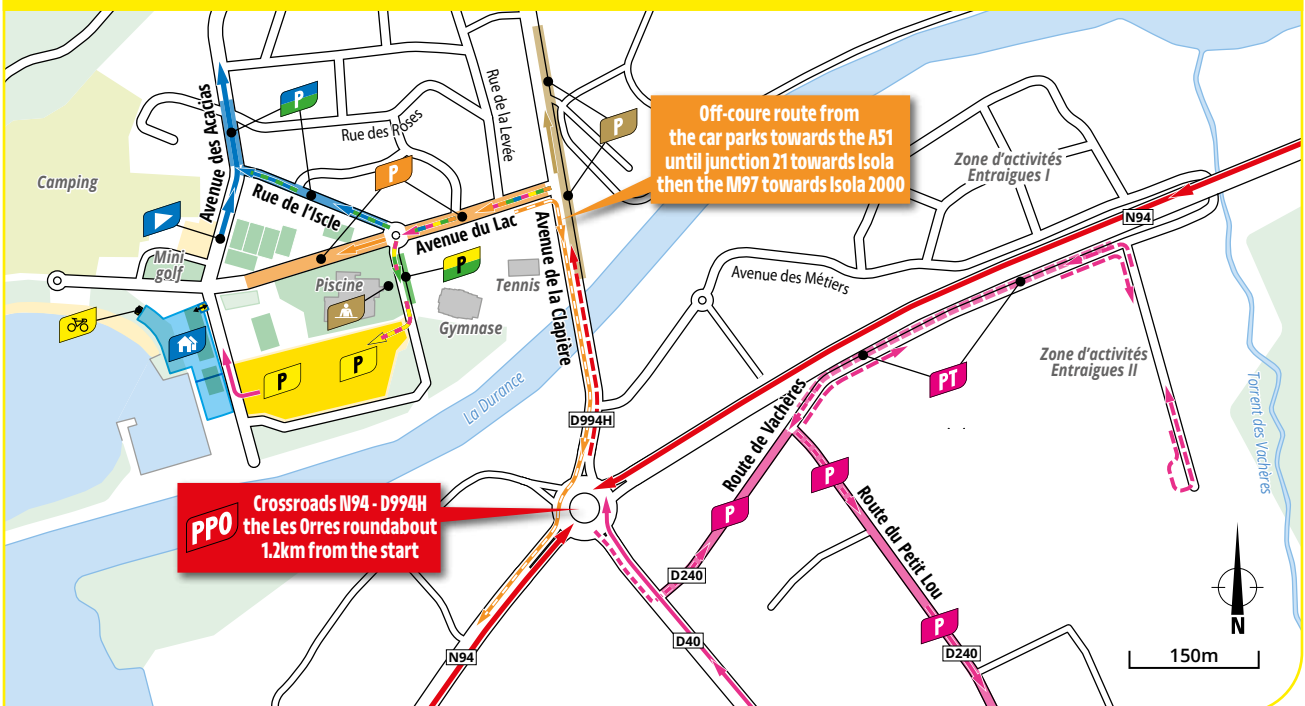 Avenue des Acacias
P
Rue des Roses
Rue de la Levée
P
P
Off-coure route from
the car parks towards the A51
until junction 21 towards Isola
then the M97 towards Isola 2000
Zone d'activités
Entraigues I
Camping
Rue de l'Iscle
N94
Avenue du Lac
Avenue de la Clapière
Mini
golf
P
Piscine
Tennis
Avenue des Métiers
Gymnase
P
P
Zone d'activités
Entraigues II
PT
La Durance
D994H
Route de Vachères
Torrent des Vachères
P
P
Route du Petit Lou
PPO
Crossroads N94 - D994H
the Les Orres roundabout
1.2km from the start
D240
P
D40
D240
N94
N
150m